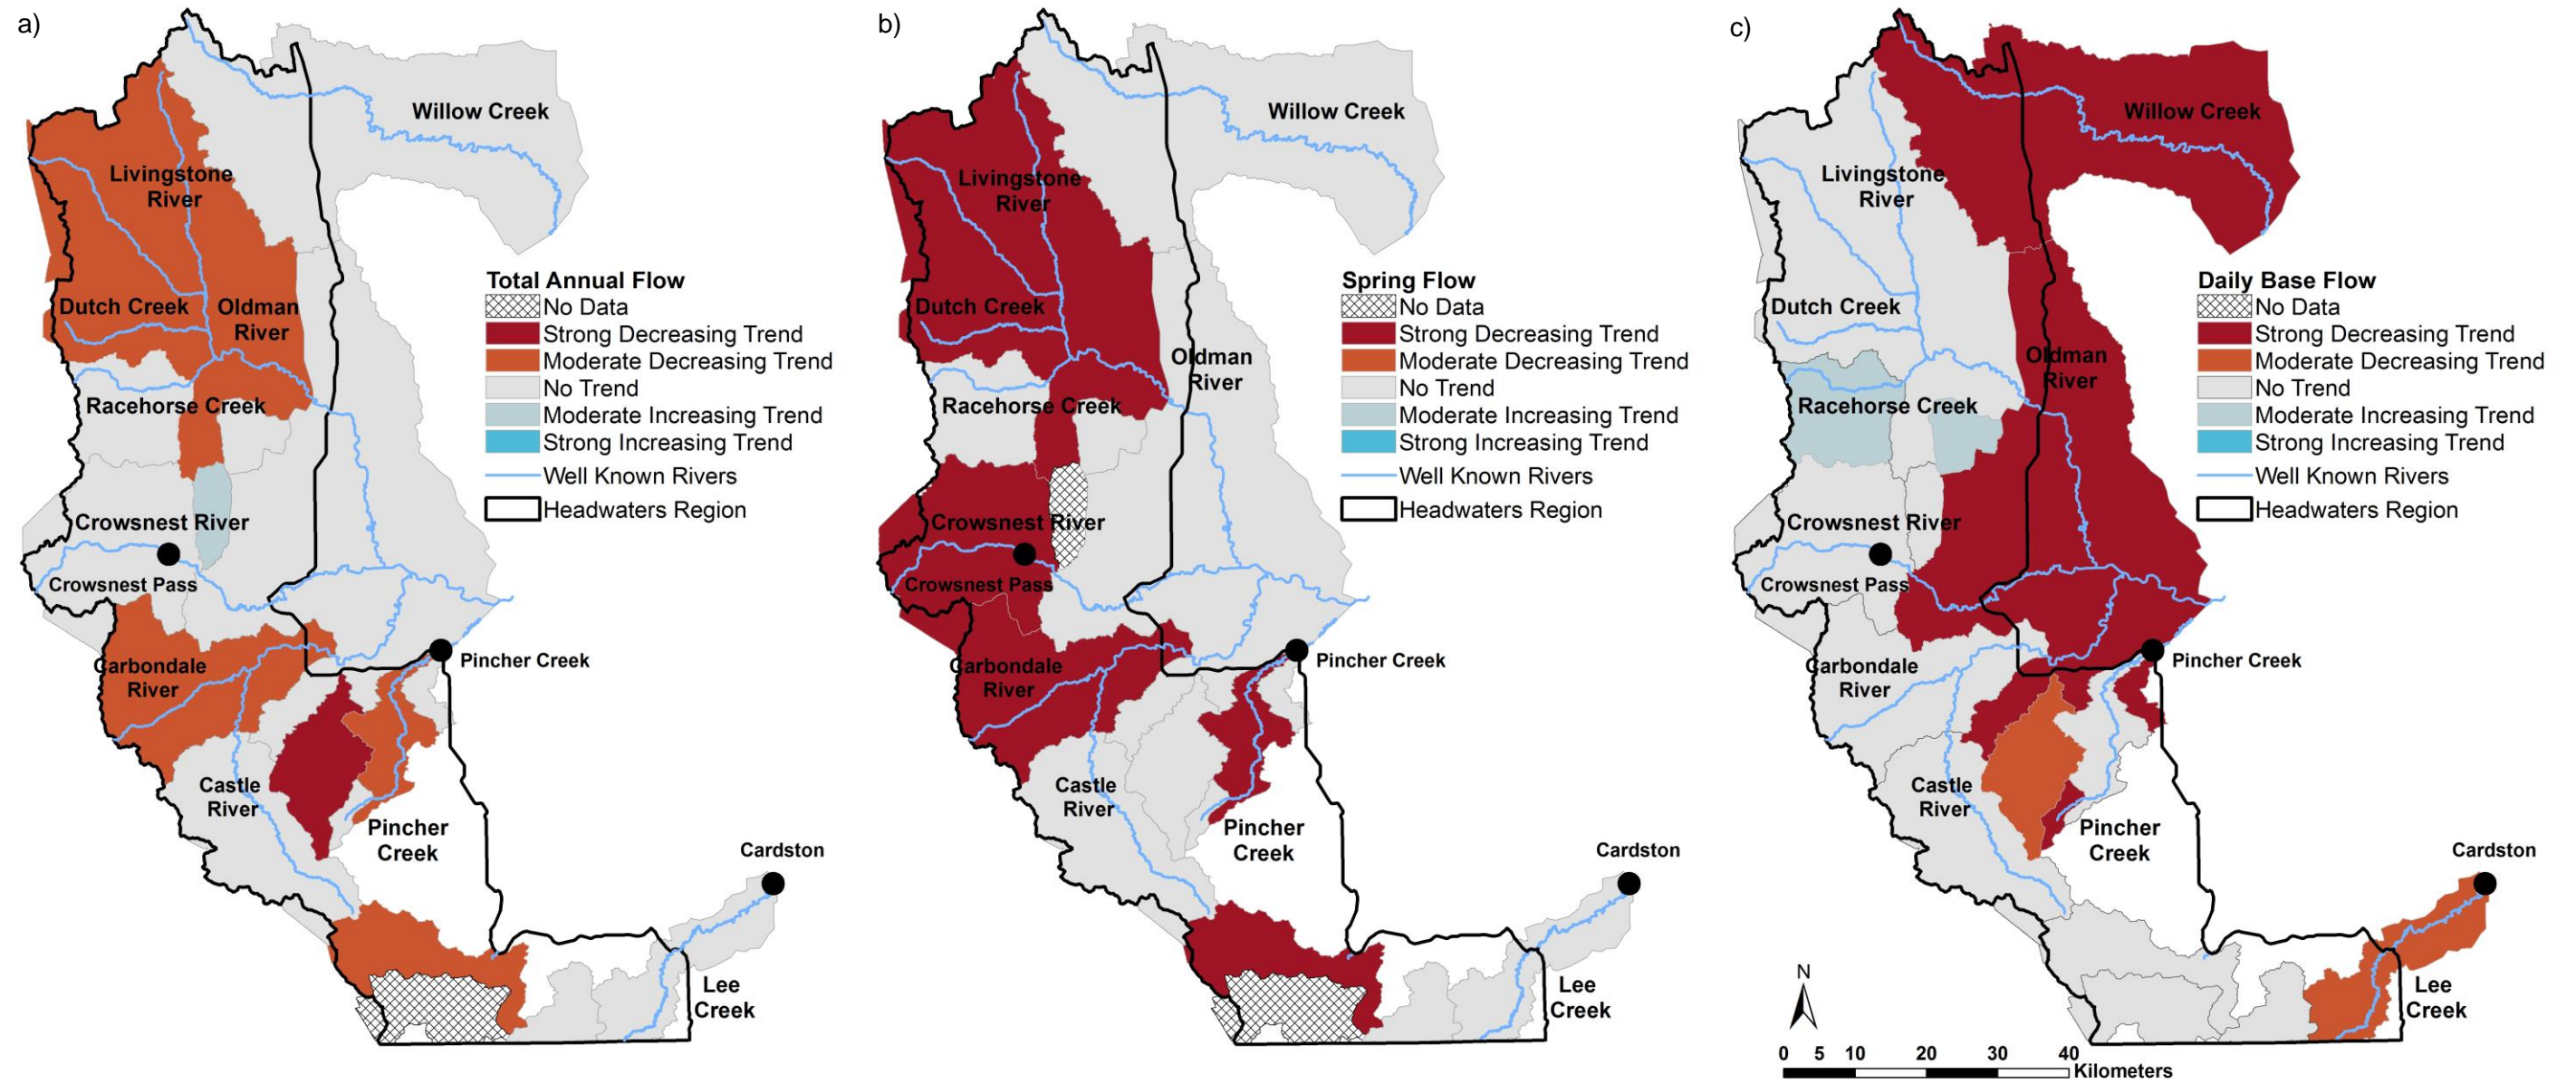 a)
Willow Creek
Livingstone
River
Dutch Creek
Oldman
River
Racehorse Creek
Crowsnest River
Crowsnest Pass
Carbondale
River
Pincher Creek
Castle
River
Pincher
Creek
Cardston
Lee
Creek
Total Annual Flow
No Data
Strong Decreasing Trend
Moderate Decreasing Trend
No Trend
Moderate Increasing Trend
Strong Increasing Trend
Well Known Rivers
Headwaters Region
b)
Willow Creek
Livingstone
River
Dutch Creek
Oldman
River
Racehorse Creek
Crowsnest River
Crowsnest Pass
Carbondale
River
Pincher Creek
Castle
River
Pincher
Creek
Cardston
Lee
Creek
Spring Flow
No Data
Strong Decreasing Trend
Moderate Decreasing Trend
No Trend
Moderate Increasing Trend
Strong Increasing Trend
Well Known Rivers
Headwaters Region
c)
Willow Creek
Livingstone
River
Dutch Creek
Oldman
River
Racehorse Creek
Crowsnest River
Crowsnest Pass
Carbondale
River
Pincher Creek
Castle
River
Pincher
Creek
Cardston
Lee
Creek
Daily Base Flow
No Data
Strong Decreasing Trend
Moderate Decreasing Trend
No Trend
Moderate Increasing Trend
Strong Increasing Trend
Well Known Rivers
Headwaters Region
N
0 5 10 20 30 40
Kilometers